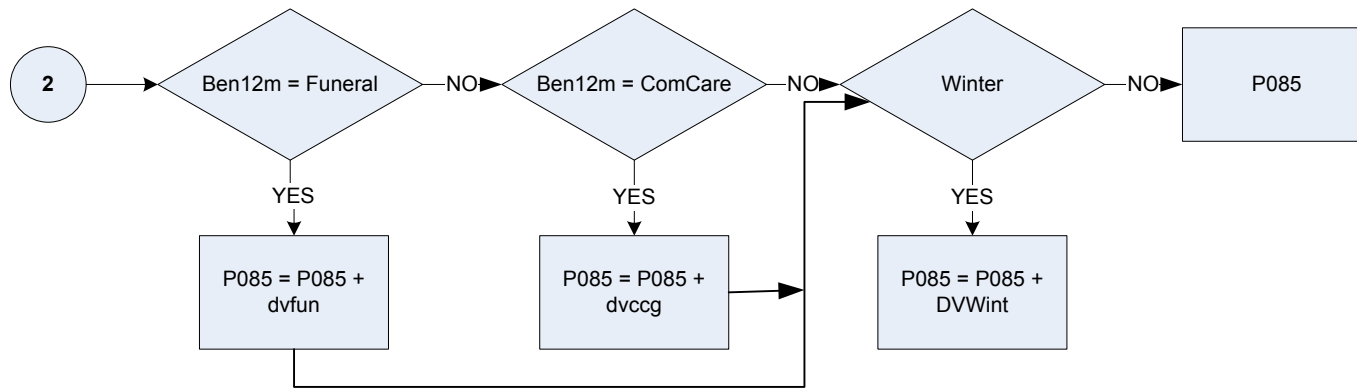 2
Ben12m = Funeral
NO
Ben12m = ComCare
NO
Winter
NO
P085
YES
YES
YES
P085 = P085 +
dvfun
P085 = P085 +
dvccg
P085 = P085 +
DVWint